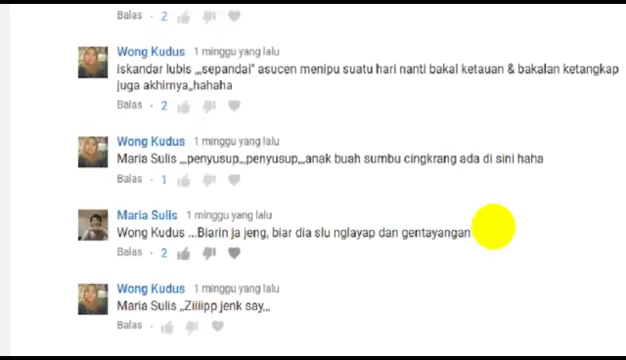 Balas · 2
Wong Kudus 1 minggu yang lalu
iskandar lubis ,,,sepandai" asucen menipu suatu hari nanti bakal ketauan & bakalan ketangkap
juga akhirnya,,hahaha
Balas · 2
Wong Kudus 1 minggu yang lalu
Maria Sulis ,,,penyusup,,,penyusup,,,anak buah sumbu cingkrang ada di sini haha
Balas · 1
Maria Sulis 1 minggu yang lalu
Wong Kudus ...Biarin ja jeng, biar dia slu nglayap dan gentayangan
Balas · 2
Wong Kudus 1 minggu yang lalu
Maria Sulis ,,Ziiiipp jenk say,,,
Balas ·